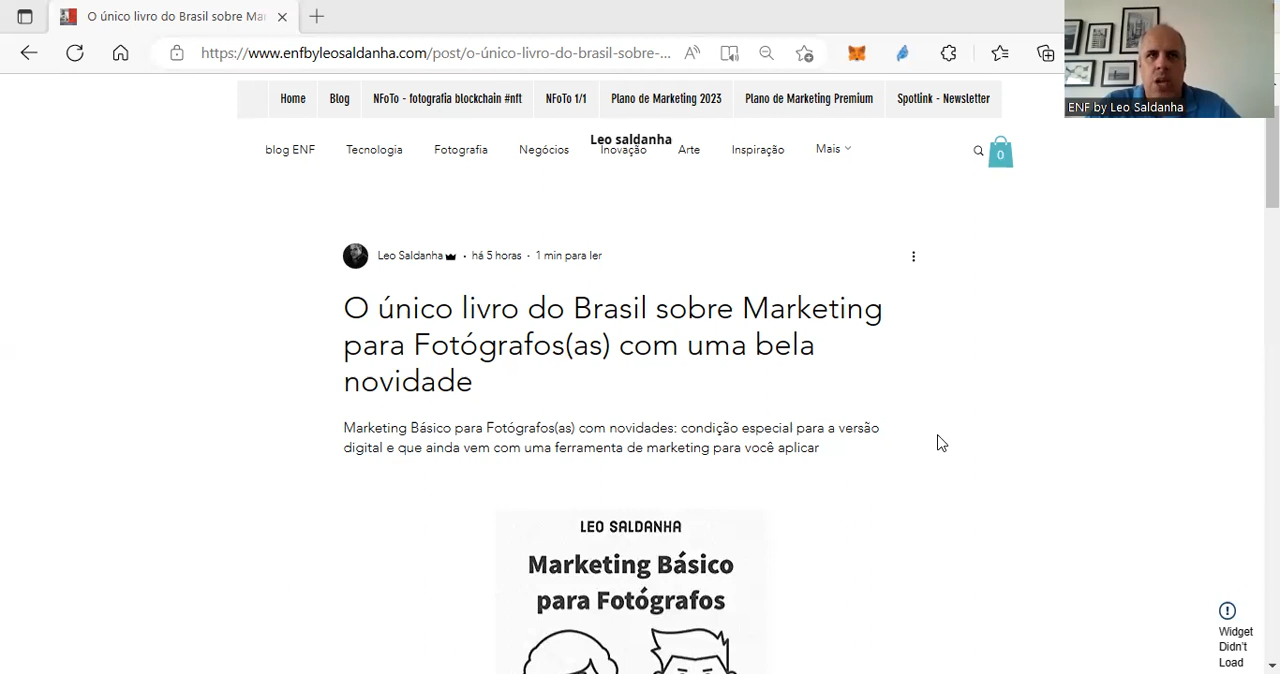 O único livro do Brasil sobre Mar
https://www.enfbyleosaldanha.com/post/o-único-livro-do-brasil-sobre-...
ENF by Leo Saldanha
Home Blog NFoTo - fotografia blockchain #nft NFoTo 1/1 Plano de Marketing 2023 Plano de Marketing Premium Spotlink - Newsletter
Leo saldanha
blog ENF Tecnologia Fotografia Negócios Inovação Arte Inspiração Mais
0
Leo Saldanha · há 5 horas · 1 min para ler
O único livro do Brasil sobre Marketing
para Fotógrafos(as) com uma bela
novidade
Marketing Básico para Fotógrafos(as) com novidades: condição especial para a versão
digital e que ainda vem com uma ferramenta de marketing para você aplicar
LEO SALDANHA
Marketing Básico
para Fotógrafos
Widget
Didn't
Load